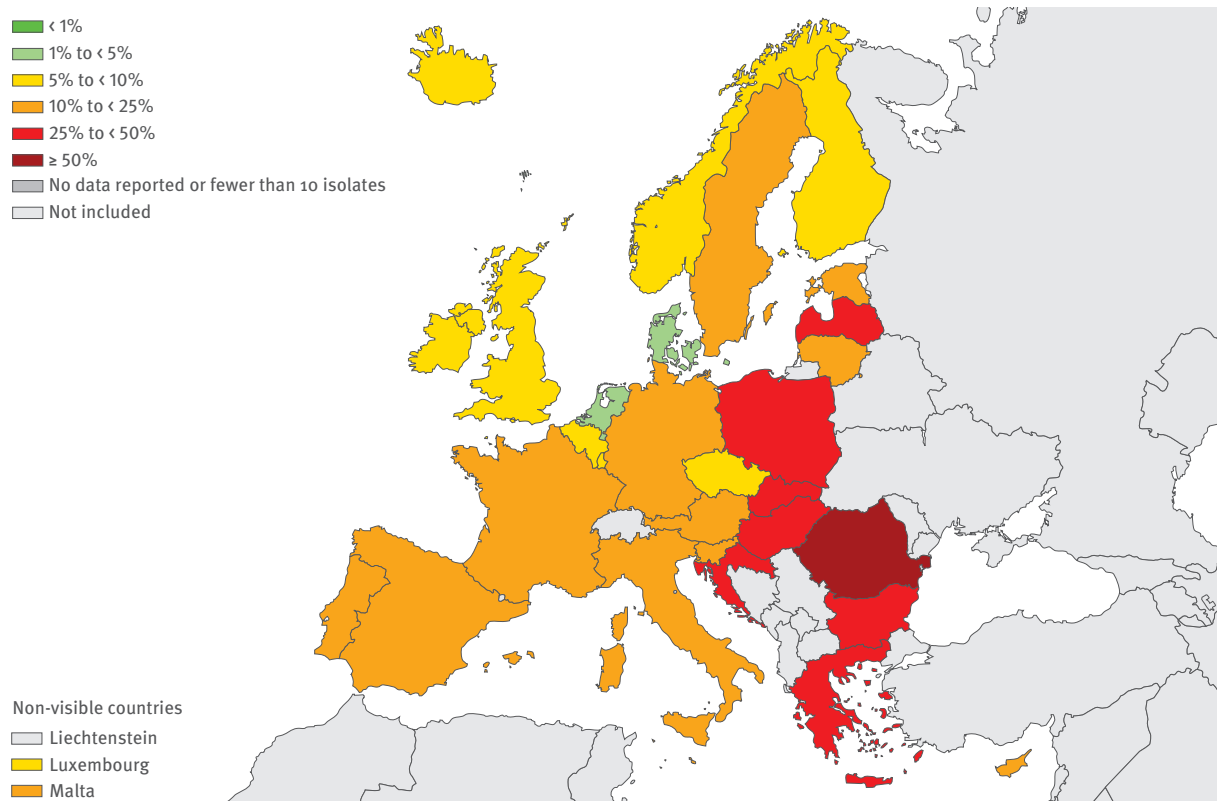 < 1%
1% to < 5%
5% to < 10%
10% to < 25%
25% to < 50%
≥ 50%
No data reported or fewer than 10 isolates
Not included
Non-visible countries
Liechtenstein
Luxembourg
Malta